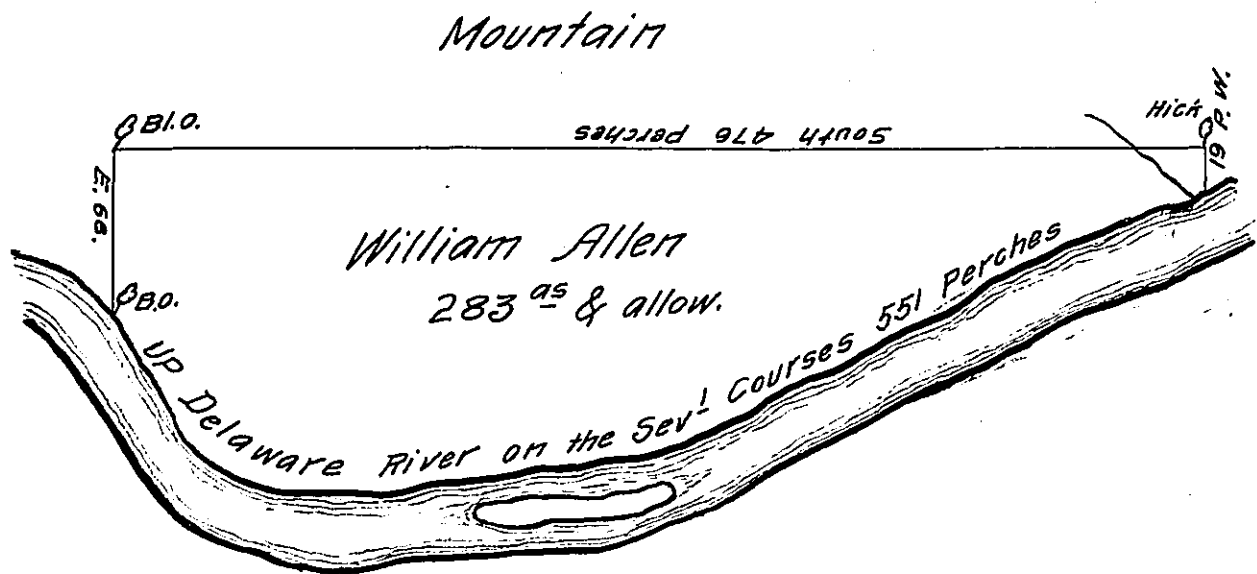 Mountain
Bl.O.
South 476 perches
Hick
W. 19 P.
E. 66.
William Allen
283 as & allow.
B.O.
Up Delaware River on the Sev'l Courses 551 Perches